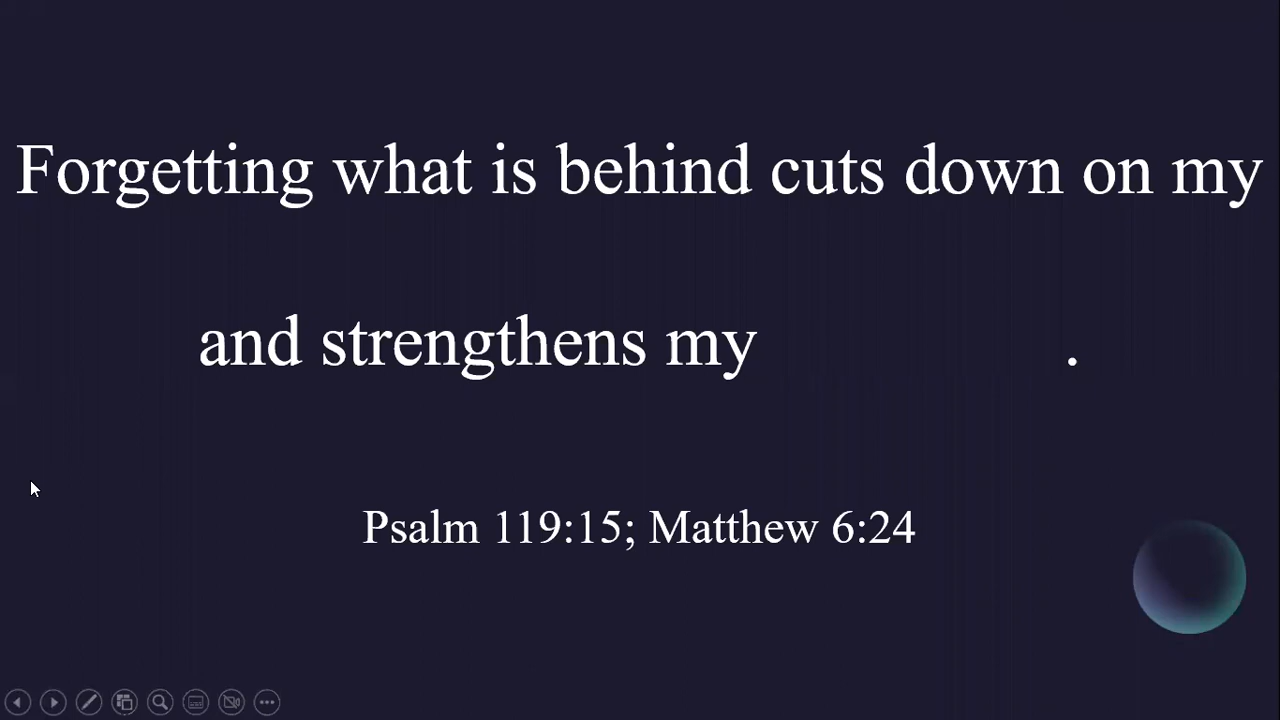 Forgetting what is behind cuts down on my
and strengthens my .
Psalm 119:15; Matthew 6:24